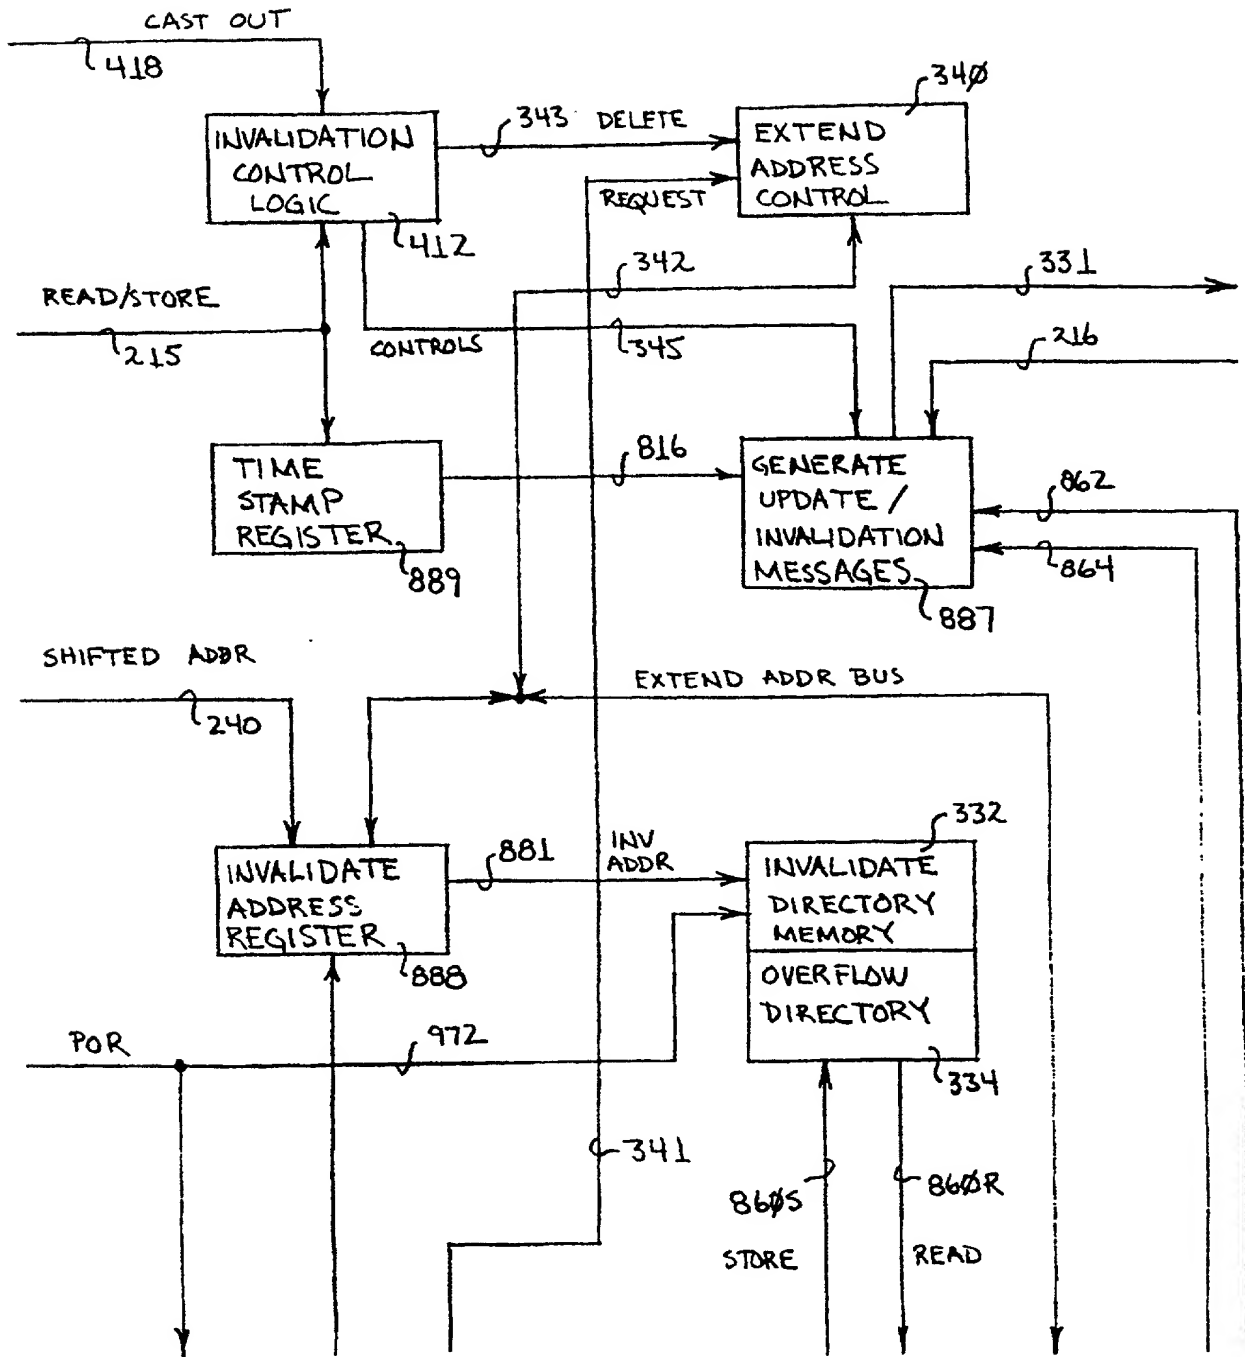 CAST OUT
418
340
343 DELETE
INVALIDATION
CONTROL
LOGIC
412
EXTEND
ADDRESS
CONTROL
REQUEST
342
331
READ/STORE
215
CONTROLS
345
216
TIME
STAMP
REGISTER
889
816
GENERATE
UPDATE /
INVALIDATION
MESSAGES
887
862
864
SHIFTED ADDR
240
EXTEND ADDR BUS
332
881
INV
ADDR
INVALIDATE
ADDRESS
REGISTER
888
INVALIDATE
DIRECTORY
MEMORY
OVERFLOW
DIRECTORY
334
POR
972
341
860S
860R
STORE
READ